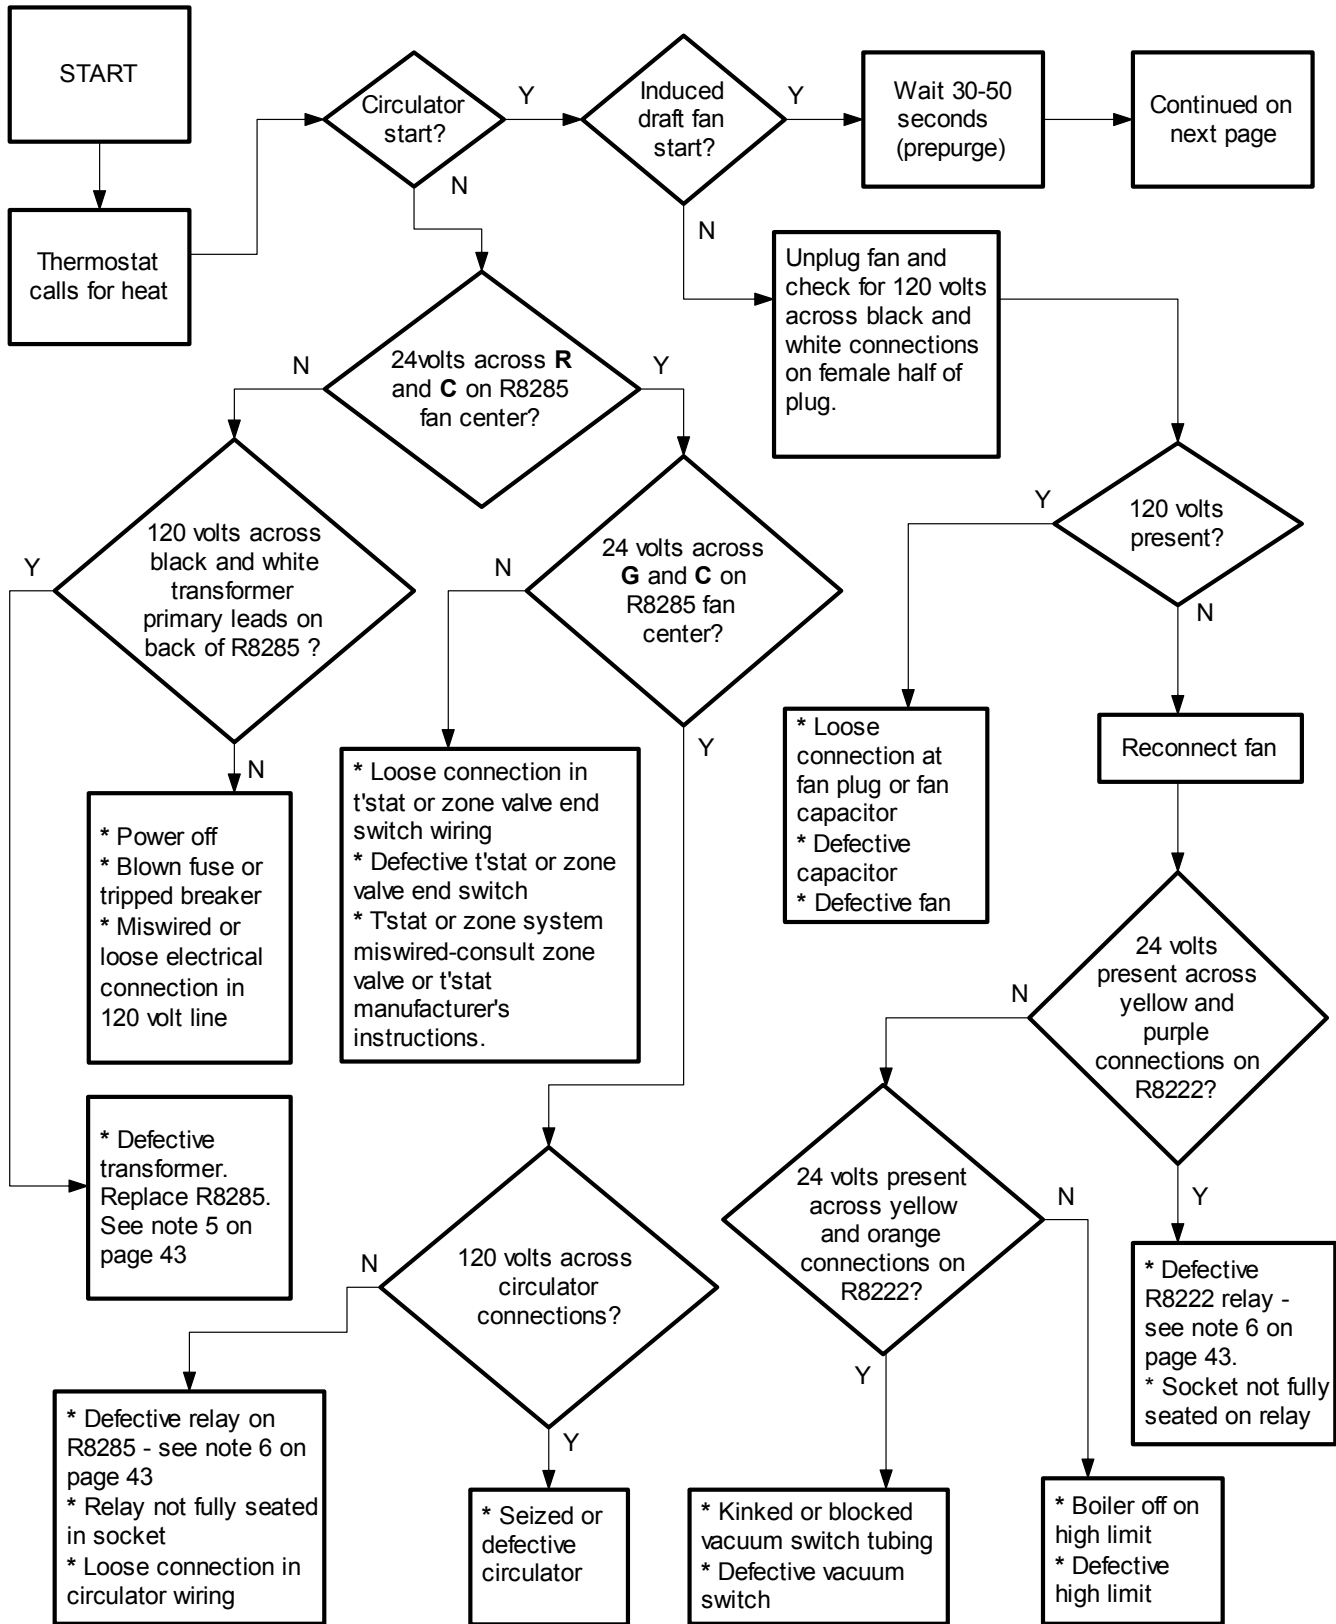 START
Thermostat
calls for heat
Circulator
start?
Y
N
Induced
draft fan
start?
Y
N
Wait 30-50
seconds
(prepurge)
Continued on
next page
Unplug fan and
check for 120 volts
across black and
white connections
on female half of
plug.
24volts across R
and C on R8285
fan center?
N
Y
120 volts across
black and white
transformer
primary leads on
back of R8285 ?
Y
N
24 volts across
G and C on
R8285 fan
center?
N
Y
120 volts
present?
Y
N
* Power off
* Blown fuse or
tripped breaker
* Miswired or
loose electrical
connection in
120 volt line
* Loose connection in
t'stat or zone valve end
switch wiring
* Defective t'stat or zone
valve end switch
* T'stat or zone system
miswired-consult zone
valve or t'stat
manufacturer's
instructions.
* Loose
connection at
fan plug or fan
capacitor
* Defective
capacitor
* Defective fan
Reconnect fan
24 volts
present across
yellow and
purple
connections on
R8222?
N
Y
* Defective
transformer.
Replace R8285.
See note 5 on
page 43
120 volts across
circulator
connections?
N
Y
24 volts present
across yellow
and orange
connections on
R8222?
N
Y
* Defective
R8222 relay -
see note 6 on
page 43.
* Socket not fully
seated on relay
* Defective relay on
R8285 - see note 6 on
page 43
* Relay not fully seated
in socket
* Loose connection in
circulator wiring
* Seized or
defective
circulator
* Kinked or blocked
vacuum switch tubing
* Defective vacuum
switch
* Boiler off on
high limit
* Defective
high limit